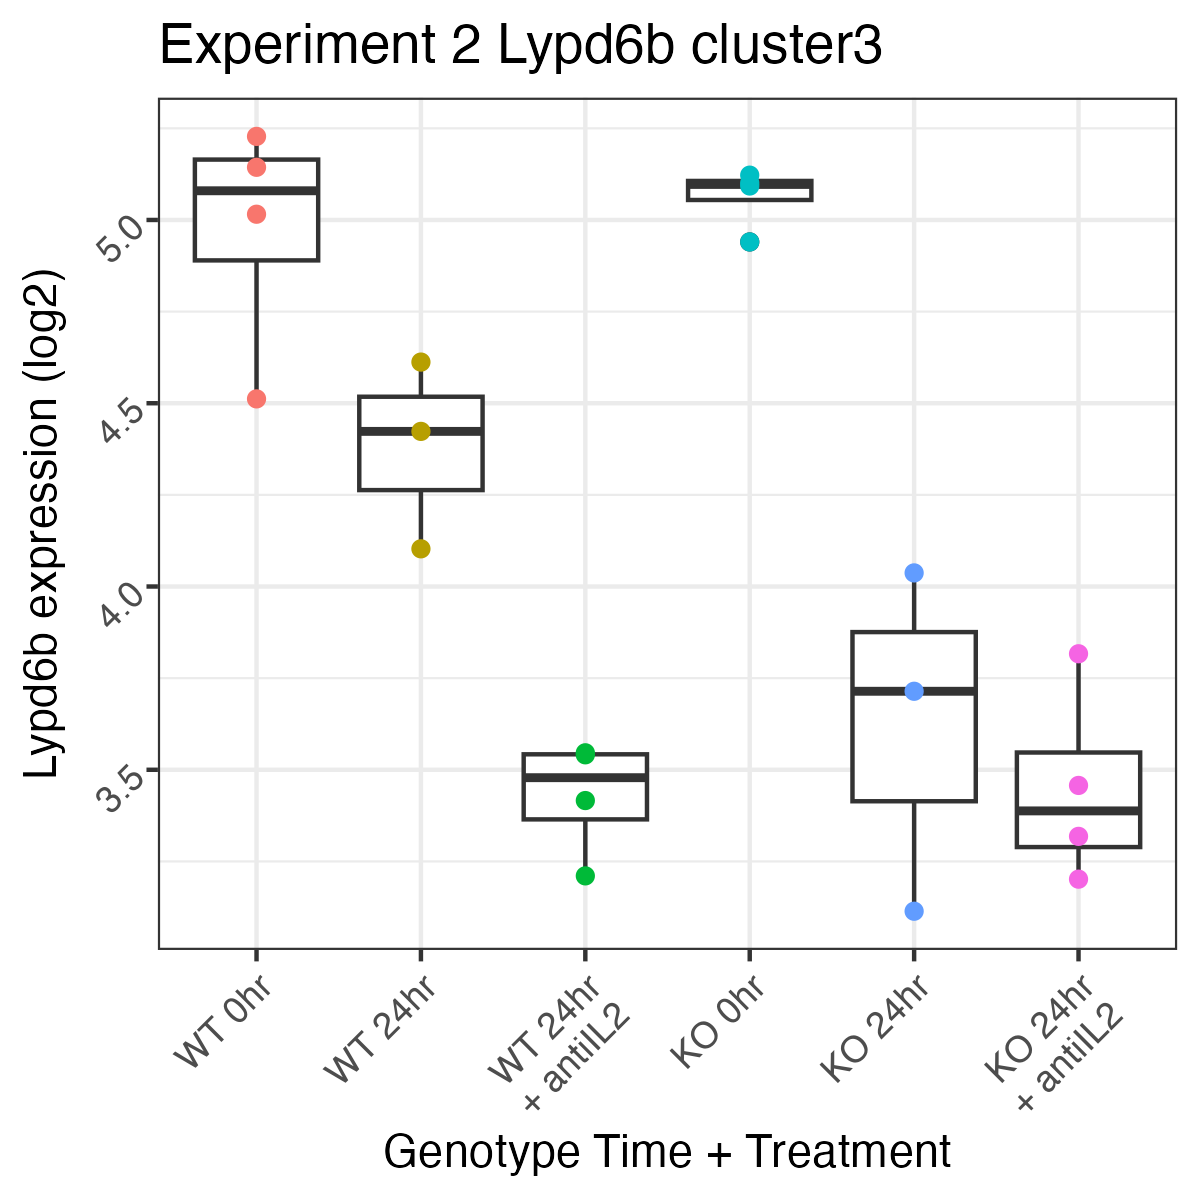 Experiment 2 Lypd6b cluster3
Lypd6b expression (log2)
5.0
4.5
4.0
3.5
WT 0hr
WT 24hr
WT 24hr
+ antiIL2
KO 0hr
KO 24hr
KO 24hr
+ antiIL2
Genotype Time + Treatment